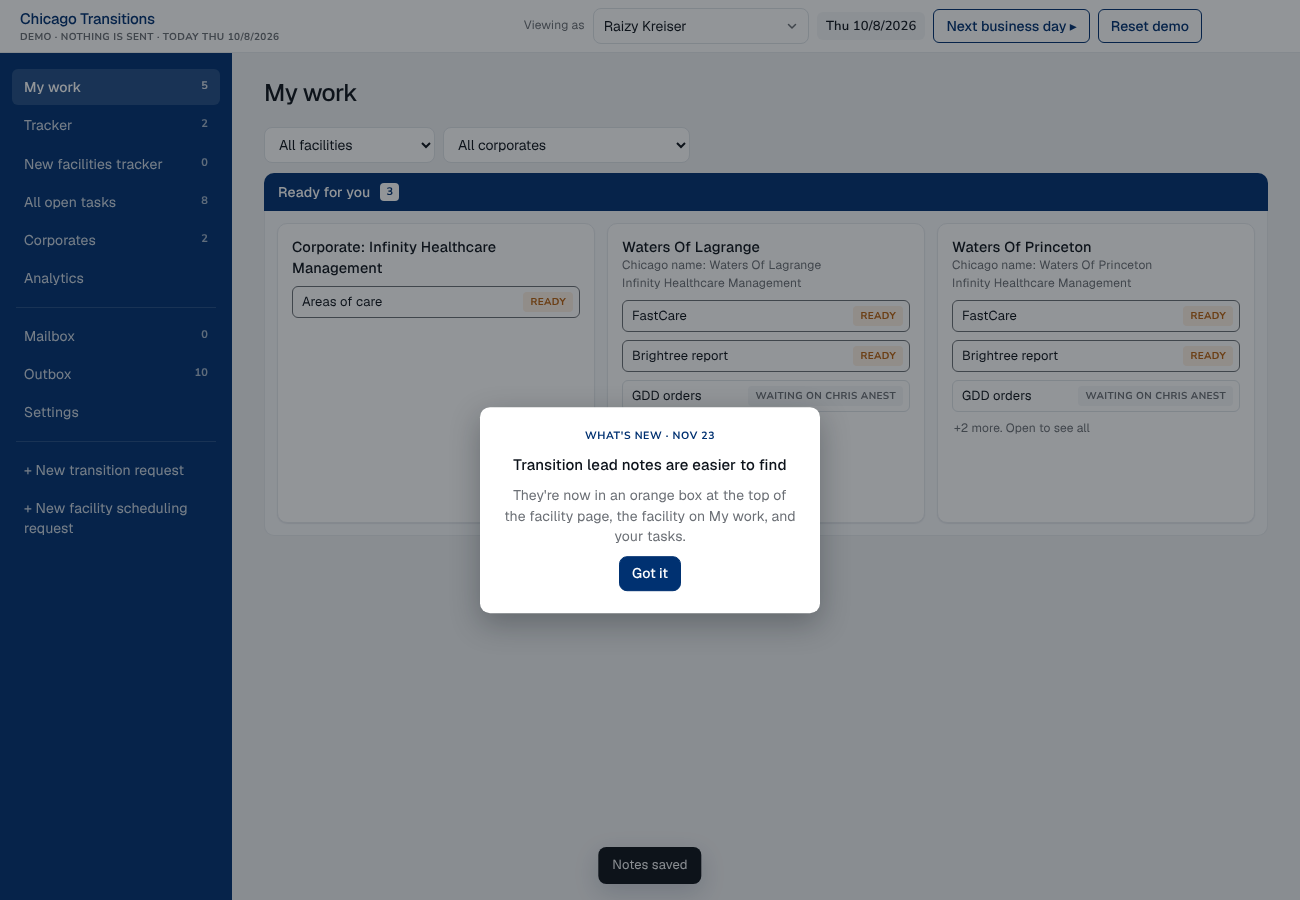 Chicago Transitions
DEMO · NOTHING IS SENT · TODAY THU 10/8/2026
Viewing as
Raizy Kreiser
Thu 10/8/2026
Next business day ▸
Reset demo
My work 5
Tracker 2
New facilities tracker 0
All open tasks 8
Corporates 2
Analytics
Mailbox 0
Outbox 10
Settings
+ New transition request
+ New facility scheduling
request
My work
All facilities
All corporates
Ready for you 3
Corporate: Infinity Healthcare
Management
Areas of care READY
Waters Of Lagrange
Chicago name: Waters Of Lagrange
Infinity Healthcare Management
FastCare READY
Brightree report READY
GDD orders WAITING ON CHRIS ANEST
Waters Of Princeton
Chicago name: Waters Of Princeton
Infinity Healthcare Management
FastCare READY
Brightree report READY
GDD orders WAITING ON CHRIS ANEST
+2 more. Open to see all
WHAT'S NEW · NOV 23
Transition lead notes are easier to find
They're now in an orange box at the top of
the facility page, the facility on My work, and
your tasks.
Got it
Notes saved